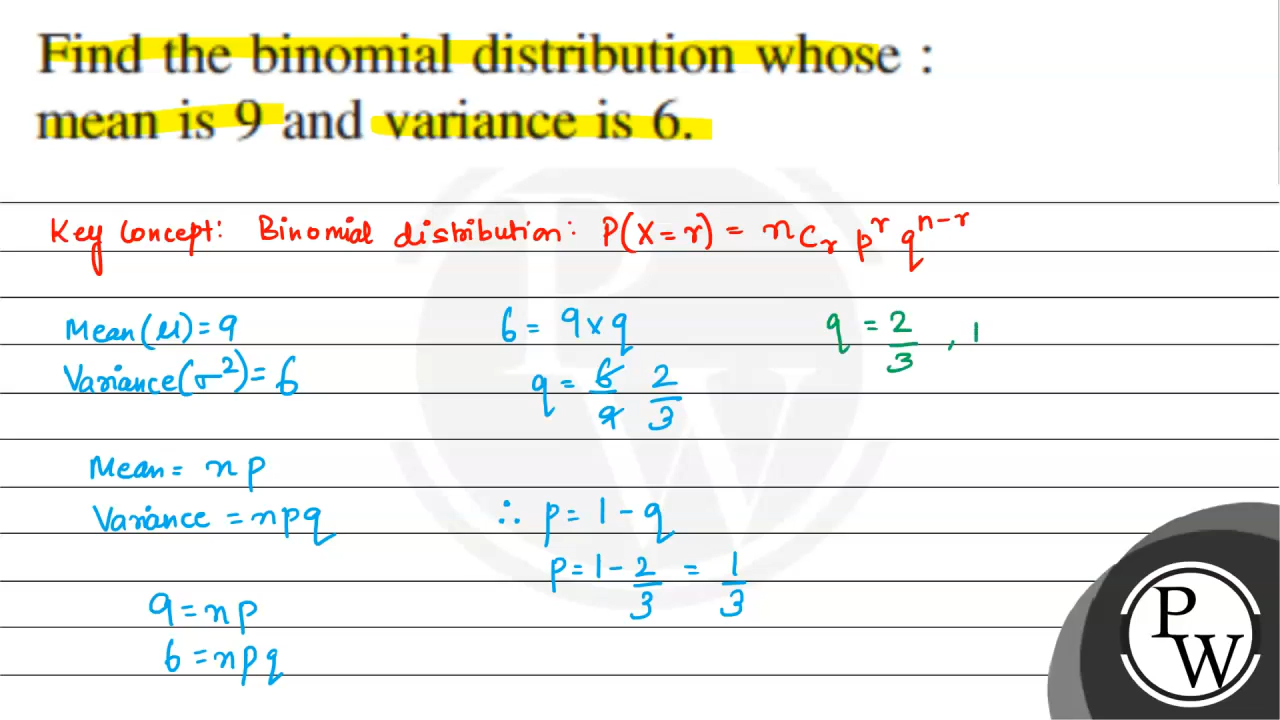 Find the binomial distribution whose :
mean is 9 and variance is 6.
Key Concept: Binomial distribution: P(X=r) = nCr p^r q^n-r
Mean(μ) = 9
Variance(σ²) = 6
Mean = np
Variance = npq
9 = np
6 = npq
6 = 9×q
q = 6/9 2/3
∴ p = 1 - q
p = 1 - 2/3 = 1/3
q = 2/3 , 1
PW